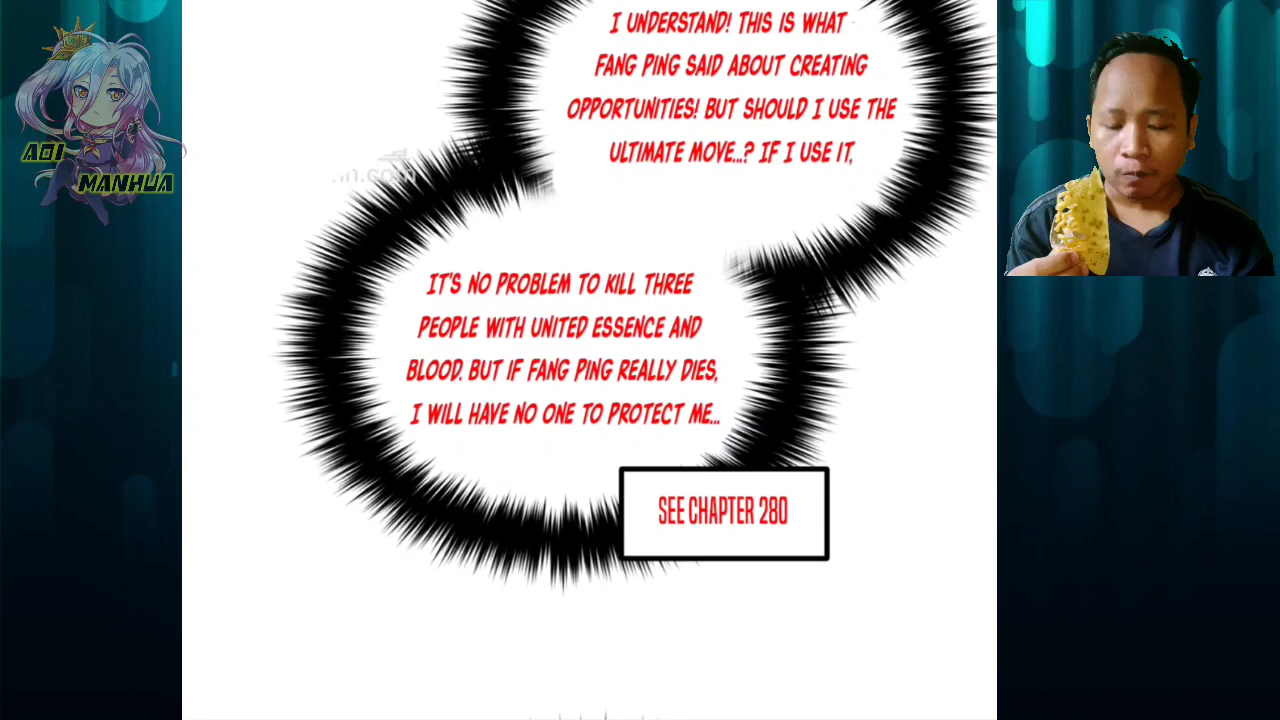 I UNDERSTAND! THIS IS WHAT
FANG PING SAID ABOUT CREATING
OPPORTUNITIES! BUT SHOULD I USE THE
ULTIMATE MOVE...? IF I USE IT,
IT'S NO PROBLEM TO KILL THREE
PEOPLE WITH UNITED ESSENCE AND
BLOOD. BUT IF FANG PING REALLY DIES,
I WILL HAVE NO ONE TO PROTECT ME...
SEE CHAPTER 280
AOI
MANHUA